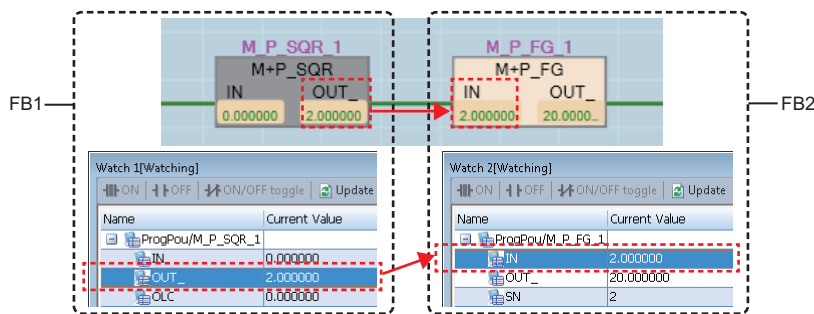 M_P_SQR_1
M+P_SQR
IN OUT_
0.000000 2.000000
M_P_FG_1
M+P_FG
IN OUT_
2.000000 20.0000..
FB1
FB2
Watch 1[Watching]
ON OFF ON/OFF toggle Update
Name Current Value
ProgPou/M_P_SQR_1
IN 0.000000
OUT_ 2.000000
OLC 0.000000
Watch 2[Watching]
ON OFF ON/OFF toggle Update
Name Current Value
ProgPou/M_P_FG_1
IN 2.000000
OUT_ 20.000000
SN 2